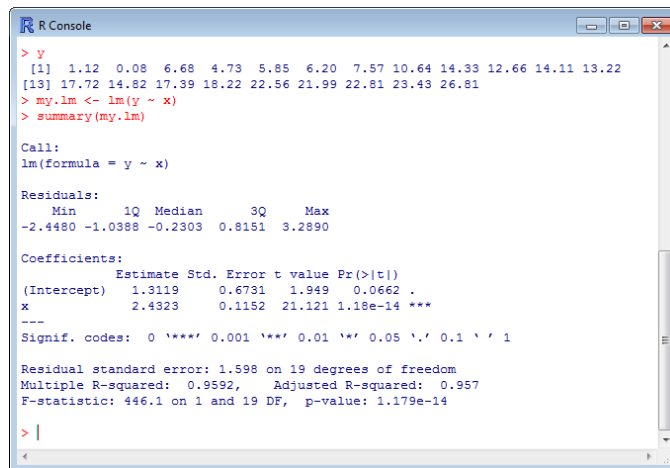 R Console
> y
 [1]  1.12  0.08  6.68  4.73  5.85  6.20  7.57 10.64 14.33 12.66 14.11 13.22
[13] 17.72 14.82 17.39 18.22 22.56 21.99 22.81 23.43 26.81
> my.lm <- lm(y ~ x)
> summary(my.lm)
Call:
lm(formula = y ~ x)
Residuals:
    Min      1Q  Median      3Q     Max
-2.4480 -1.0388 -0.2303  0.8151  3.2890
Coefficients:
            Estimate Std. Error t value Pr(>|t|)
(Intercept)   1.3119     0.6731   1.949   0.0662 .
x             2.4323     0.1152  21.121 1.18e-14 ***
---
Signif. codes:  0 ‘***’ 0.001 ‘**’ 0.01 ‘*’ 0.05 ‘.’ 0.1 ‘ ’ 1
Residual standard error: 1.598 on 19 degrees of freedom
Multiple R-squared:  0.9592,    Adjusted R-squared:  0.957
F-statistic: 446.1 on 1 and 19 DF,  p-value: 1.179e-14
> |